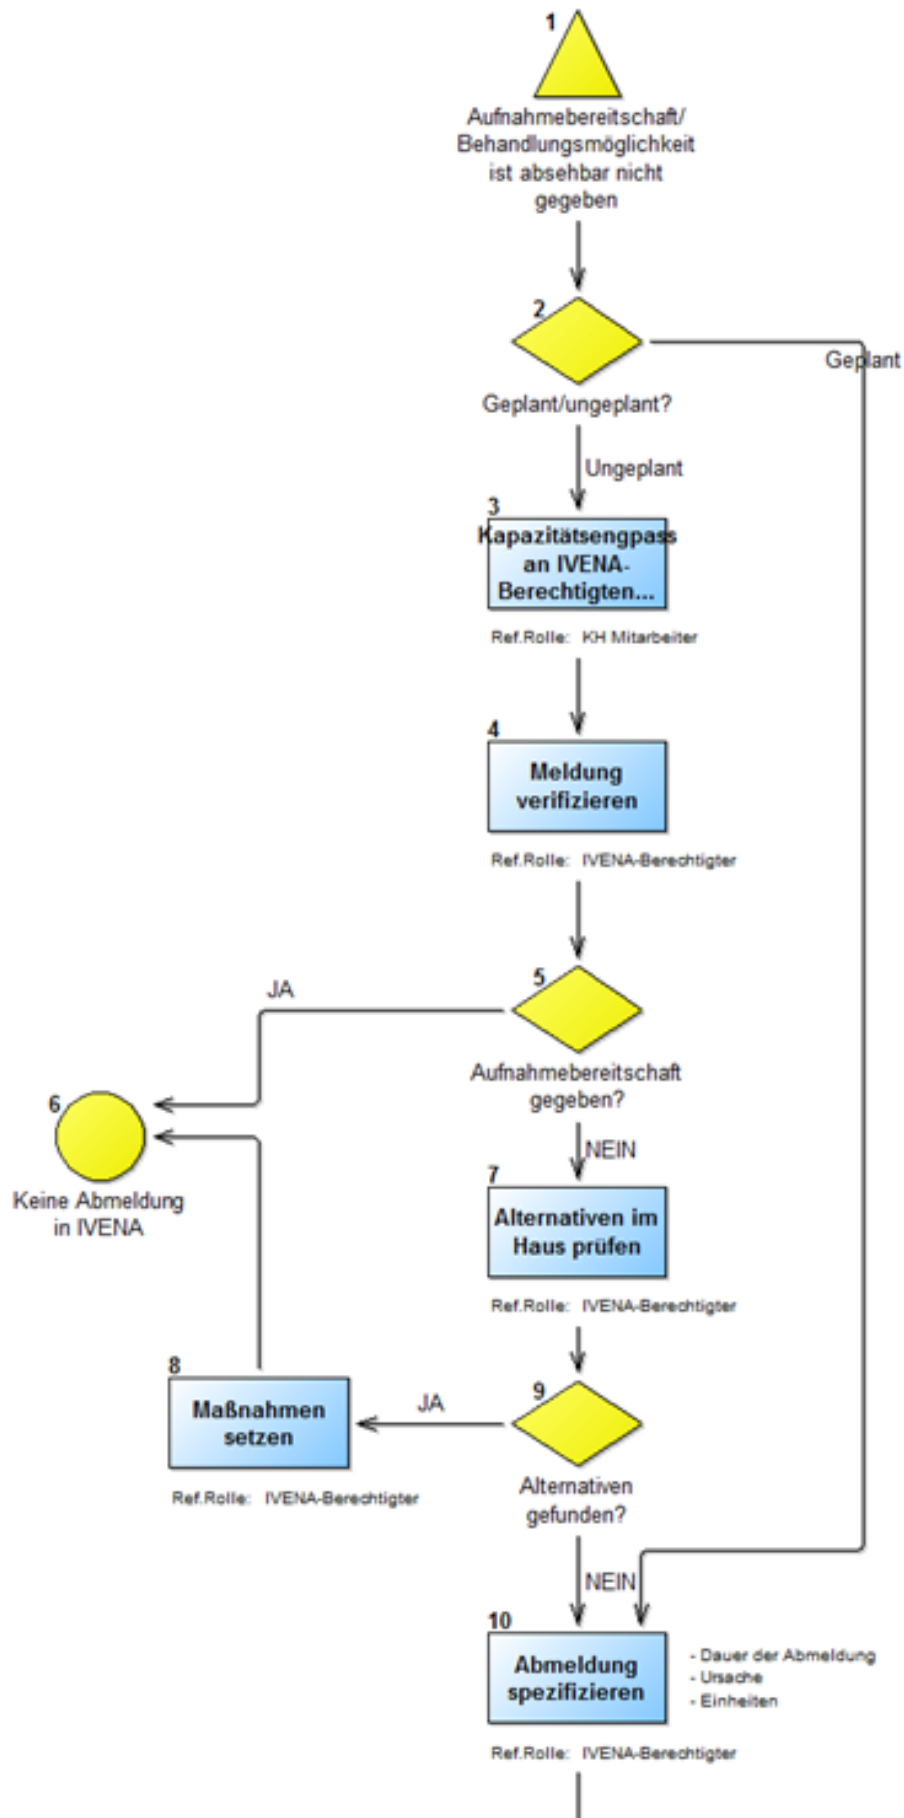 1
Aufnahmebereitschaft/
Behandlungsmöglichkeit
ist absehbar nicht
gegeben
2
Geplant
Geplant/ungeplant?
Ungeplant
3
Kapazitätsengpass
an IVENA-
Berechtigten...
Ref.Rolle: KH Mitarbeiter
4
Meldung
verifizieren
Ref.Rolle: IVENA-Berechtigter
5
JA
Aufnahmebereitschaft
gegeben?
6
Keine Abmeldung
in IVENA
NEIN
7
Alternativen im
Haus prüfen
Ref.Rolle: IVENA-Berechtigter
8
Maßnahmen
setzen
Ref.Rolle: IVENA-Berechtigter
JA
9
Alternativen
gefunden?
NEIN
10
Abmeldung
spezifizieren
- Dauer der Abmeldung
- Ursache
- Einheiten
Ref.Rolle: IVENA-Berechtigter